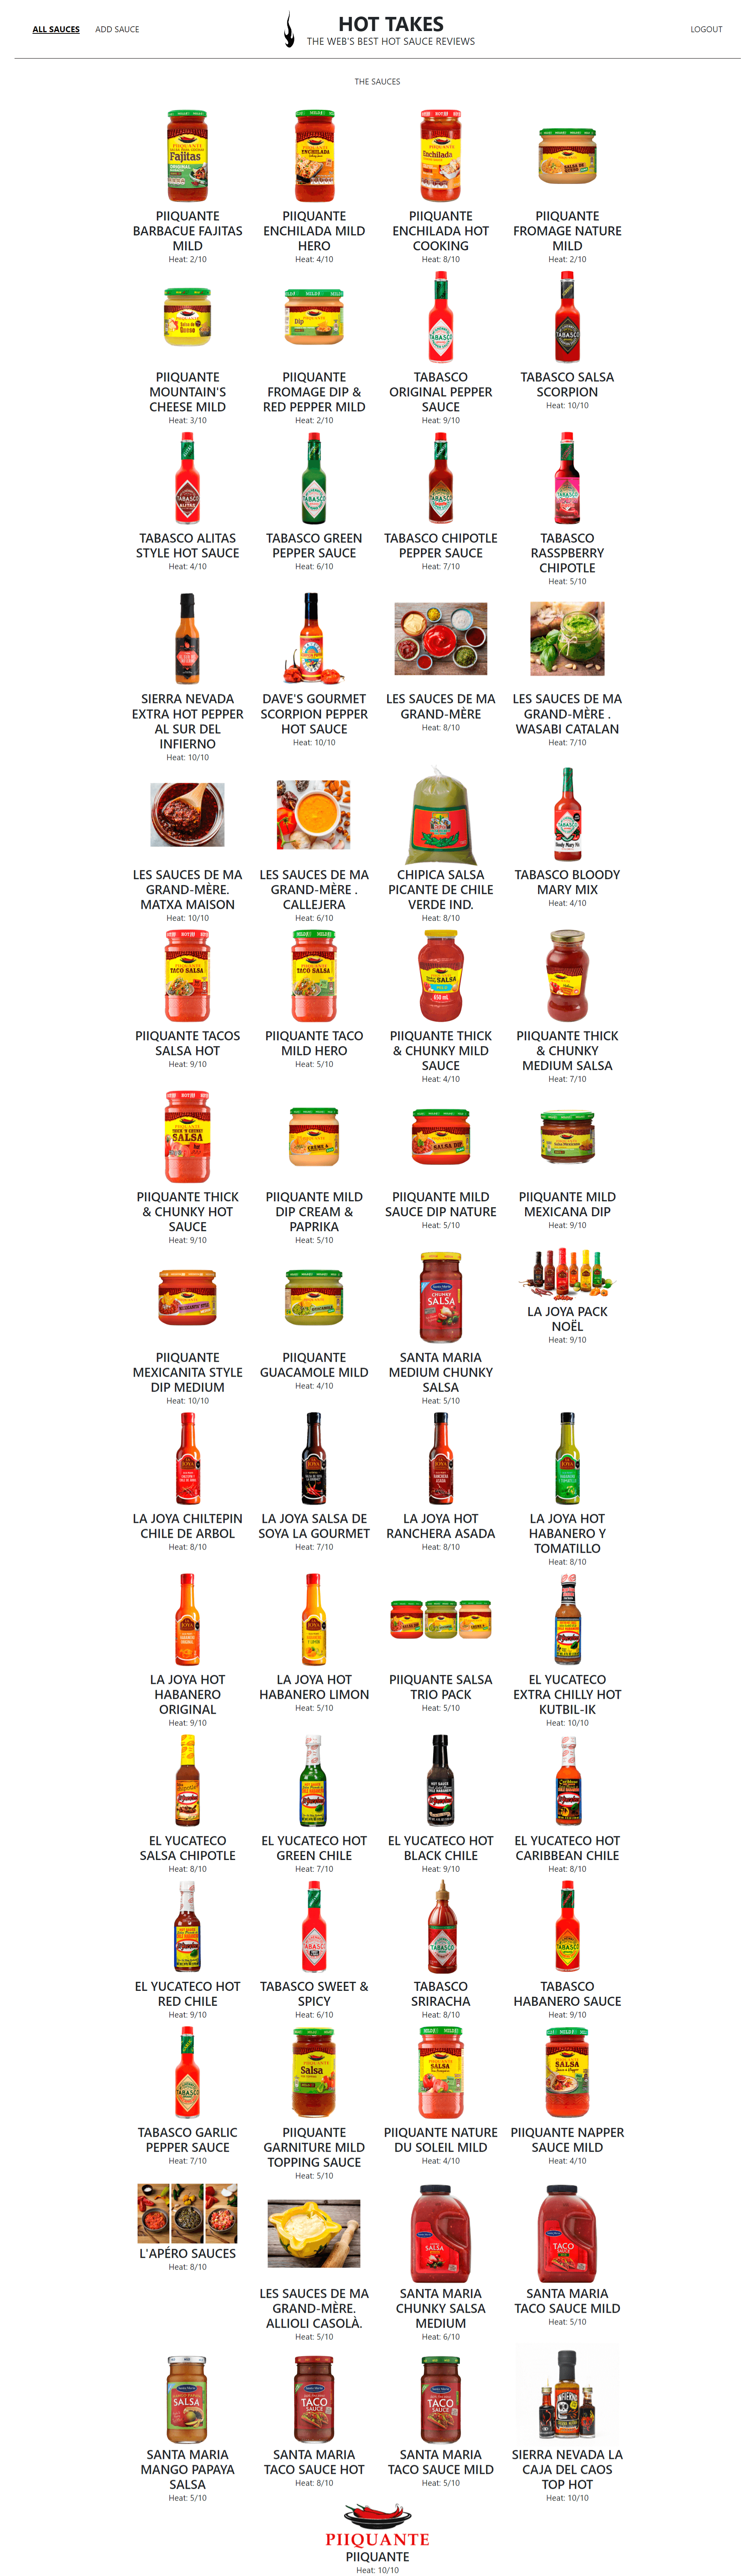 ALL SAUCES
ADD SAUCE
HOT TAKES
THE WEB'S BEST HOT SAUCE REVIEWS
LOGOUT
THE SAUCES
PIIQUANTE
BARBACUE FAJITAS
MILD
Heat: 2/10
PIIQUANTE
ENCHILADA MILD
HERO
Heat: 4/10
PIIQUANTE
ENCHILADA HOT
COOKING
Heat: 8/10
PIIQUANTE
FROMAGE NATURE
MILD
Heat: 2/10
PIIQUANTE
MOUNTAIN'S
CHEESE MILD
Heat: 3/10
PIIQUANTE
FROMAGE DIP &
RED PEPPER MILD
Heat: 2/10
TABASCO
ORIGINAL PEPPER
SAUCE
Heat: 9/10
TABASCO SALSA
SCORPION
Heat: 10/10
TABASCO ALITAS
STYLE HOT SAUCE
Heat: 4/10
TABASCO GREEN
PEPPER SAUCE
Heat: 6/10
TABASCO CHIPOTLE
PEPPER SAUCE
Heat: 7/10
TABASCO
RASSPBERRY
CHIPOTLE
Heat: 5/10
SIERRA NEVADA
EXTRA HOT PEPPER
AL SUR DEL
INFIERNO
Heat: 10/10
DAVE'S GOURMET
SCORPION PEPPER
HOT SAUCE
Heat: 10/10
LES SAUCES DE MA
GRAND-MÈRE
Heat: 8/10
LES SAUCES DE MA
GRAND-MÈRE .
WASABI CATALAN
Heat: 7/10
LES SAUCES DE MA
GRAND-MÈRE.
MATXA MAISON
Heat: 10/10
LES SAUCES DE MA
GRAND-MÈRE .
CALLEJERA
Heat: 6/10
CHIPICA SALSA
PICANTE DE CHILE
VERDE IND.
Heat: 8/10
TABASCO BLOODY
MARY MIX
Heat: 4/10
PIIQUANTE TACOS
SALSA HOT
Heat: 9/10
PIIQUANTE TACO
MILD HERO
Heat: 5/10
PIIQUANTE THICK
& CHUNKY MILD
SAUCE
Heat: 4/10
PIIQUANTE THICK
& CHUNKY
MEDIUM SALSA
Heat: 7/10
PIIQUANTE THICK
& CHUNKY HOT
SAUCE
Heat: 9/10
PIIQUANTE MILD
DIP CREAM &
PAPRIKA
Heat: 5/10
PIIQUANTE MILD
SAUCE DIP NATURE
Heat: 5/10
PIIQUANTE MILD
MEXICANA DIP
Heat: 9/10
PIIQUANTE
MEXICANITA STYLE
DIP MEDIUM
Heat: 10/10
PIIQUANTE
GUACAMOLE MILD
Heat: 4/10
SANTA MARIA
MEDIUM CHUNKY
SALSA
Heat: 5/10
LA JOYA PACK
NOËL
Heat: 9/10
LA JOYA CHILTEPIN
CHILE DE ARBOL
Heat: 8/10
LA JOYA SALSA DE
SOYA LA GOURMET
Heat: 7/10
LA JOYA HOT
RANCHERA ASADA
Heat: 8/10
LA JOYA HOT
HABANERO Y
TOMATILLO
Heat: 8/10
LA JOYA HOT
HABANERO
ORIGINAL
Heat: 9/10
LA JOYA HOT
HABANERO LIMON
Heat: 5/10
PIIQUANTE SALSA
TRIO PACK
Heat: 5/10
EL YUCATECO
EXTRA CHILLY HOT
KUTBIL-IK
Heat: 10/10
EL YUCATECO
SALSA CHIPOTLE
Heat: 8/10
EL YUCATECO HOT
GREEN CHILE
Heat: 7/10
EL YUCATECO HOT
BLACK CHILE
Heat: 9/10
EL YUCATECO HOT
CARIBBEAN CHILE
Heat: 8/10
EL YUCATECO HOT
RED CHILE
Heat: 9/10
TABASCO SWEET &
SPICY
Heat: 6/10
TABASCO
SRIRACHA
Heat: 8/10
TABASCO
HABANERO SAUCE
Heat: 9/10
TABASCO GARLIC
PEPPER SAUCE
Heat: 7/10
PIIQUANTE
GARNITURE MILD
TOPPING SAUCE
Heat: 5/10
PIIQUANTE NATURE
DU SOLEIL MILD
Heat: 4/10
PIIQUANTE NAPPER
SAUCE MILD
Heat: 4/10
L'APÉRO SAUCES
Heat: 8/10
LES SAUCES DE MA
GRAND-MÈRE.
ALLIOLI CASOLÀ.
Heat: 5/10
SANTA MARIA
CHUNKY SALSA
MEDIUM
Heat: 6/10
SANTA MARIA
TACO SAUCE MILD
Heat: 5/10
SANTA MARIA
MANGO PAPAYA
SALSA
Heat: 5/10
SANTA MARIA
TACO SAUCE HOT
Heat: 8/10
SANTA MARIA
TACO SAUCE MILD
Heat: 5/10
SIERRA NEVADA LA
CAJA DEL CAOS
TOP HOT
Heat: 10/10
PIIQUANTE
PIIQUANTE
Heat: 10/10